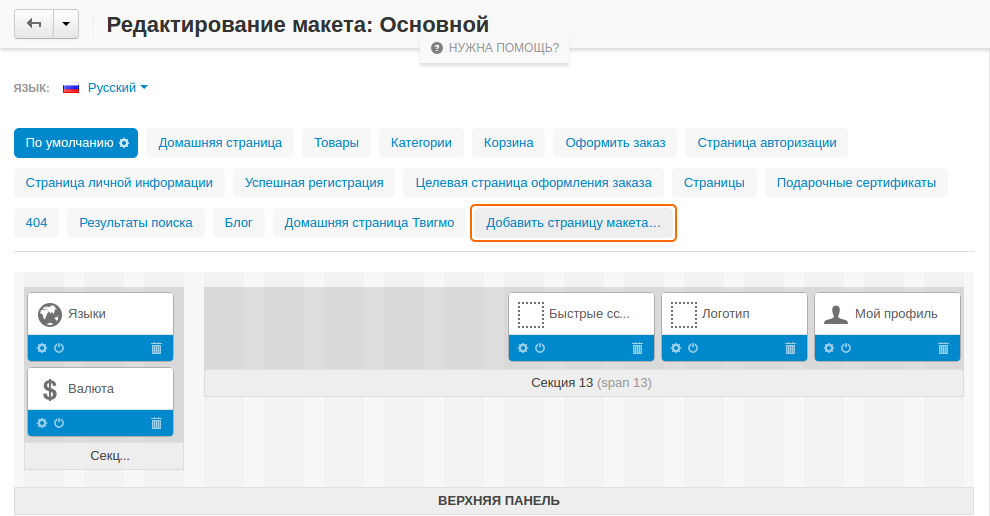 Редактирование макета: Основной
НУЖНА ПОМОЩЬ?
ЯЗЫК: Русский
По умолчанию Домашняя страница Товары Категории Корзина Оформить заказ Страница авторизации
Страница личной информации Успешная регистрация Целевая страница оформления заказа Страницы Подарочные сертификаты
404 Результаты поиска Блог Домашняя страница Твигмо Добавить страницу макета...
Языки Быстрые сс... Логотип Мой профиль
Секция 13 (span 13)
Валюта
Секц...
ВЕРХНЯЯ ПАНЕЛЬ